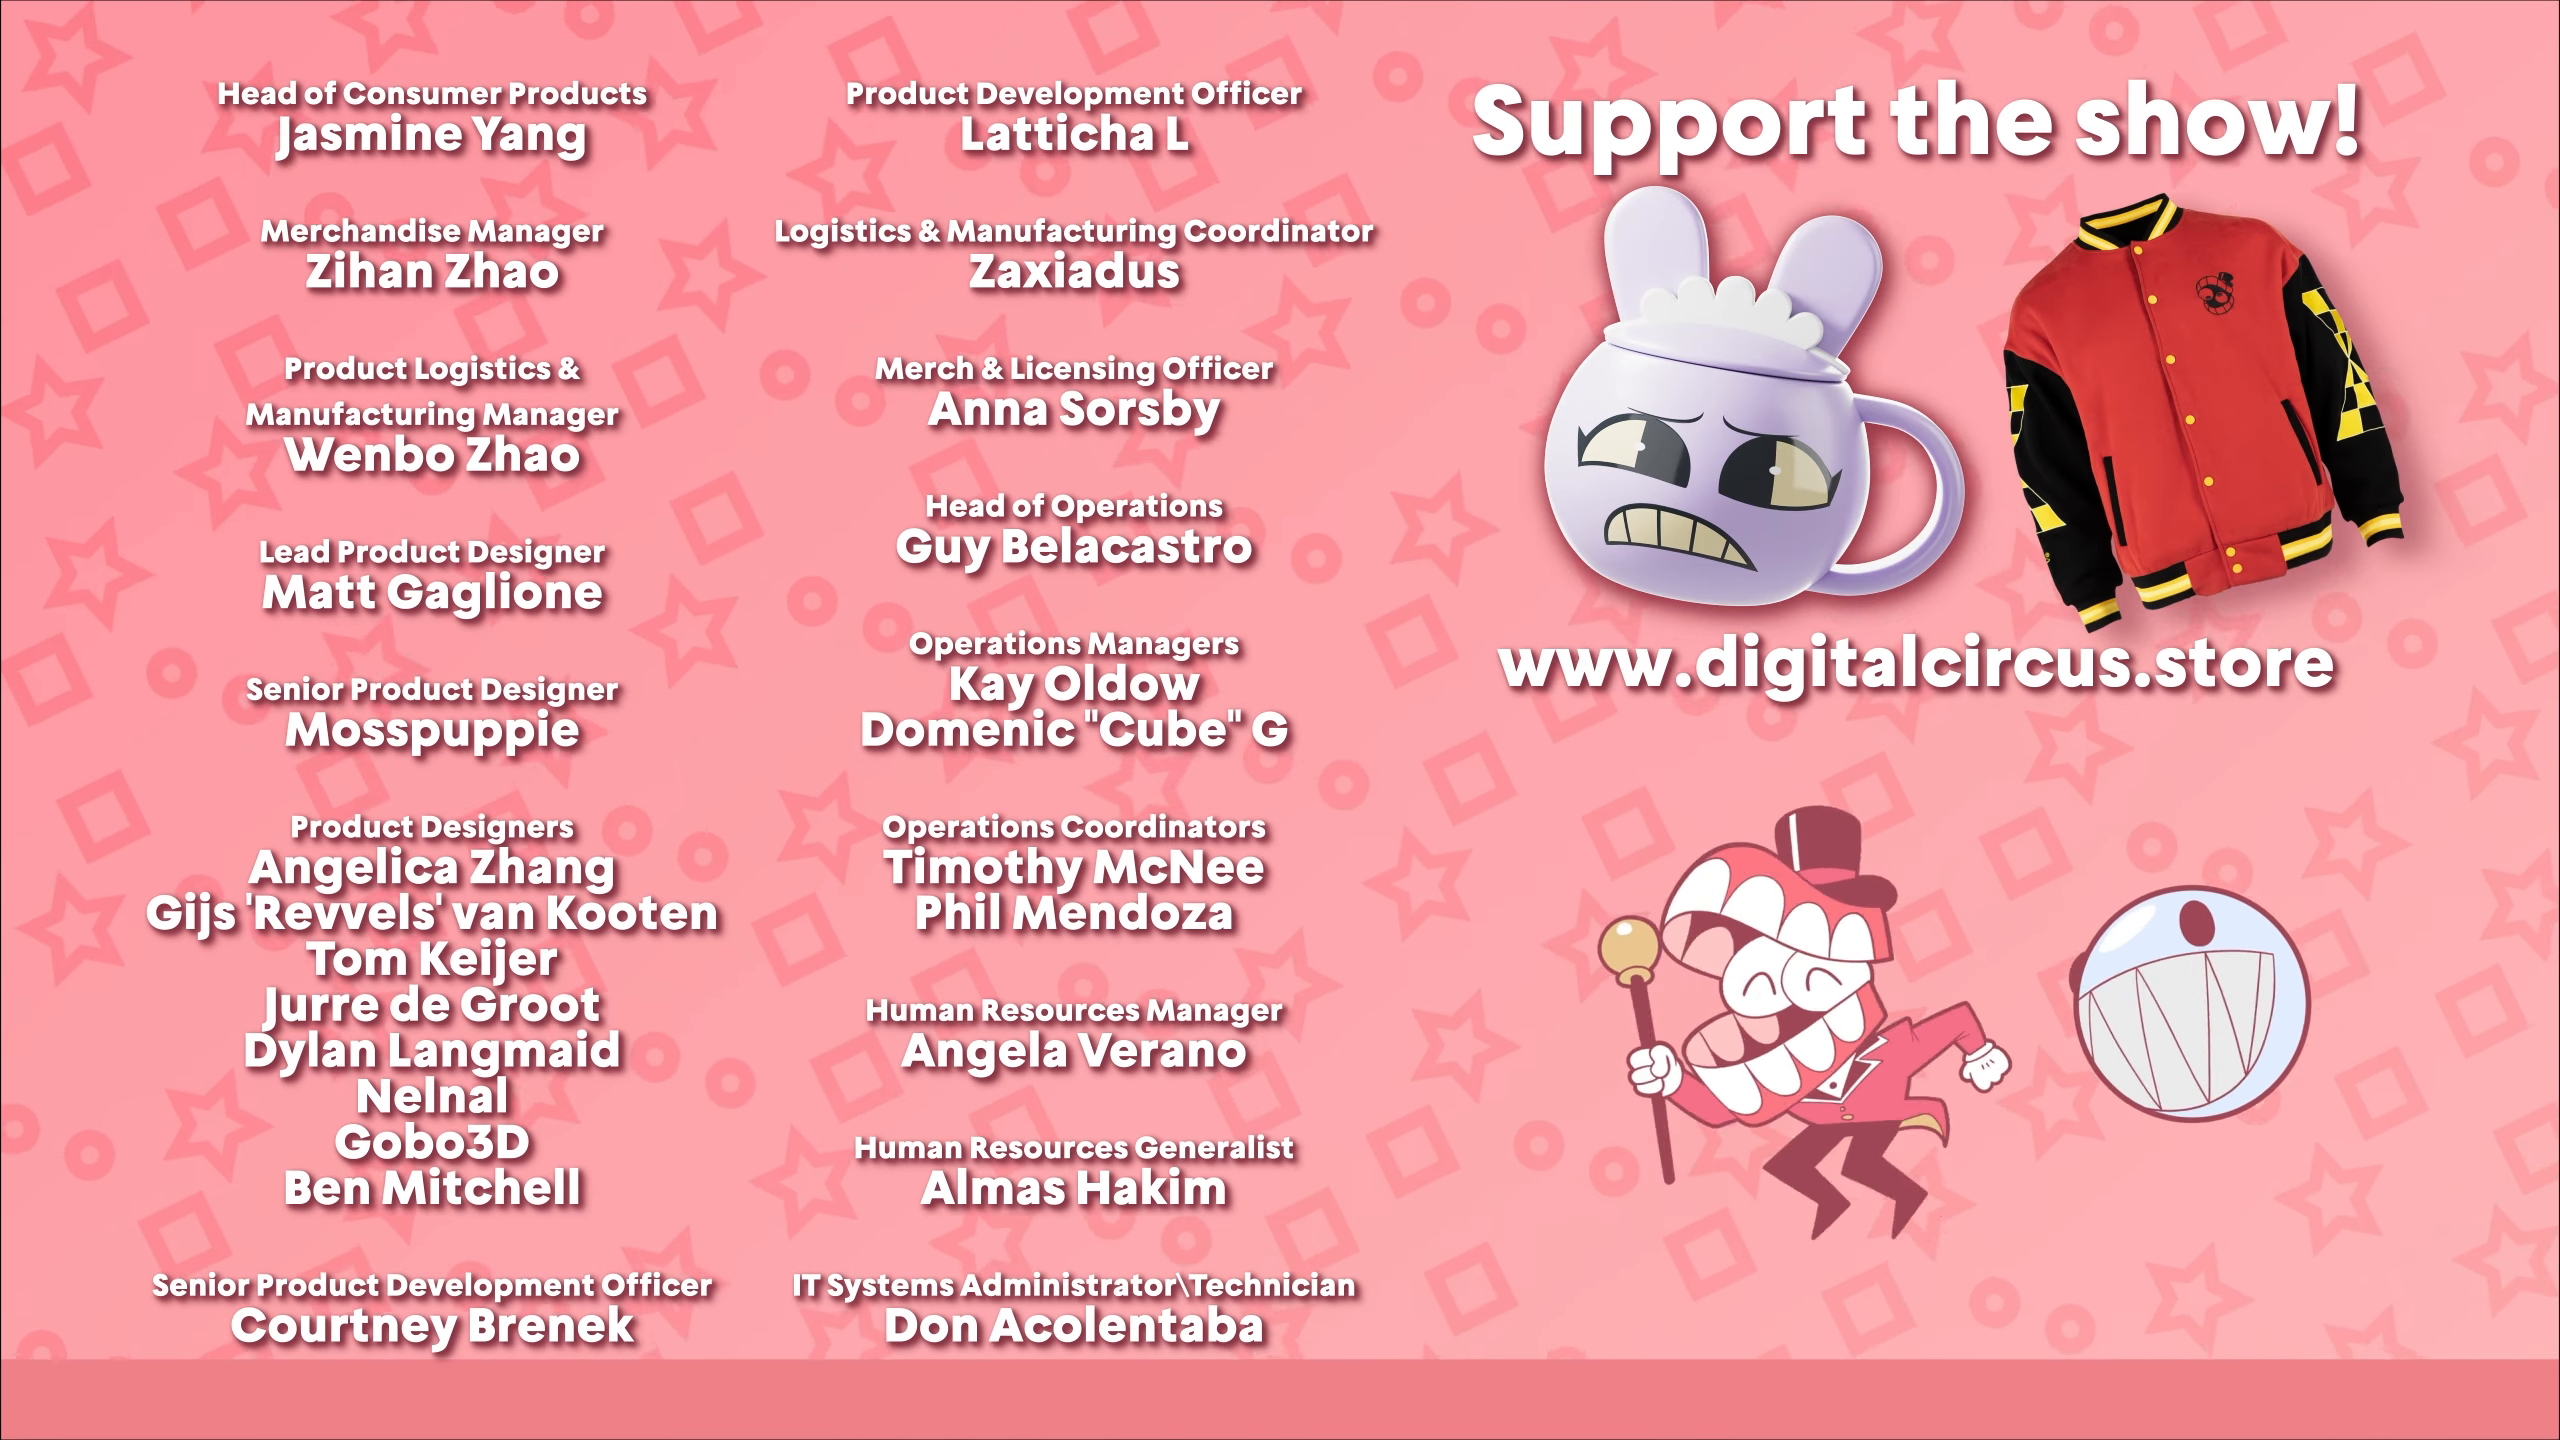 Head of Consumer Products
Jasmine Yang
Merchandise Manager
Zihan Zhao
Product Logistics &
Manufacturing Manager
Wenbo Zhao
Lead Product Designer
Matt Gaglione
Senior Product Designer
Mosspuppie
Product Designers
Angelica Zhang
Gijs 'Revvels' van Kooten
Tom Keijer
Jurre de Groot
Dylan Langmaid
Nelnal
Gobo3D
Ben Mitchell
Senior Product Development Officer
Courtney Brenek
Product Development Officer
Latticha L
Logistics & Manufacturing Coordinator
Zaxiadus
Merch & Licensing Officer
Anna Sorsby
Head of Operations
Guy Belacastro
Operations Managers
Kay Oldow
Domenic "Cube" G
Operations Coordinators
Timothy McNee
Phil Mendoza
Human Resources Manager
Angela Verano
Human Resources Generalist
Almas Hakim
IT Systems Administrator\Technician
Don Acolentaba
Support the show!
www.digitalcircus.store